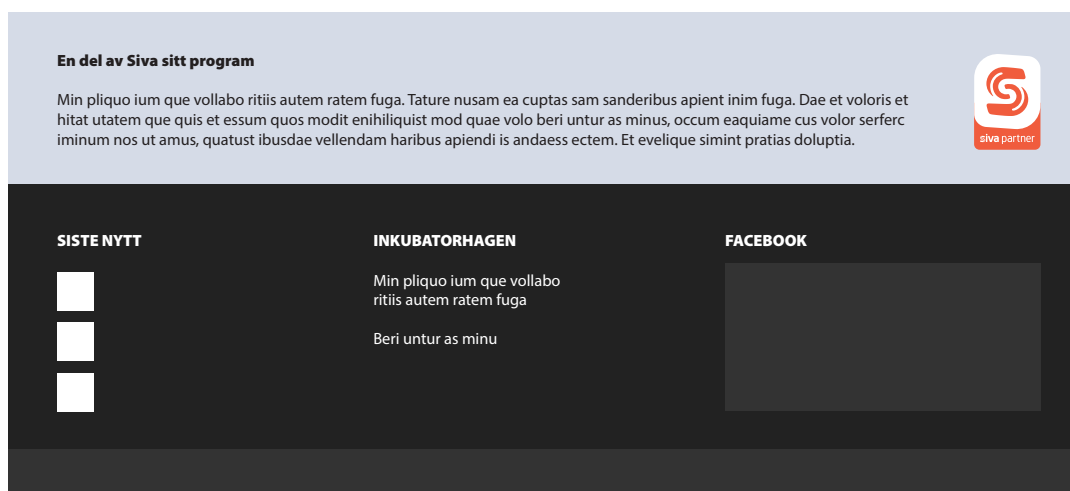 En del av Siva sitt program
Min pliquo ium que vollabo ritiis autem ratem fuga. Tature nusam ea cuptas sam sanderibus apient inim fuga. Dae et voloris et
hitat utatem que quis et essum quos modit enihiliquist mod quae volo beri untur as minus, occum eaquiame cus volor serferc
iminum nos ut amus, quatust ibusdae vellendam haribus apiendi is andaess ectem. Et evelique simint pratias doluptia.
siva partner
SISTE NYTT
INKUBATORHAGEN
Min pliquo ium que vollabo
ritiis autem ratem fuga
Beri untur as minu
FACEBOOK